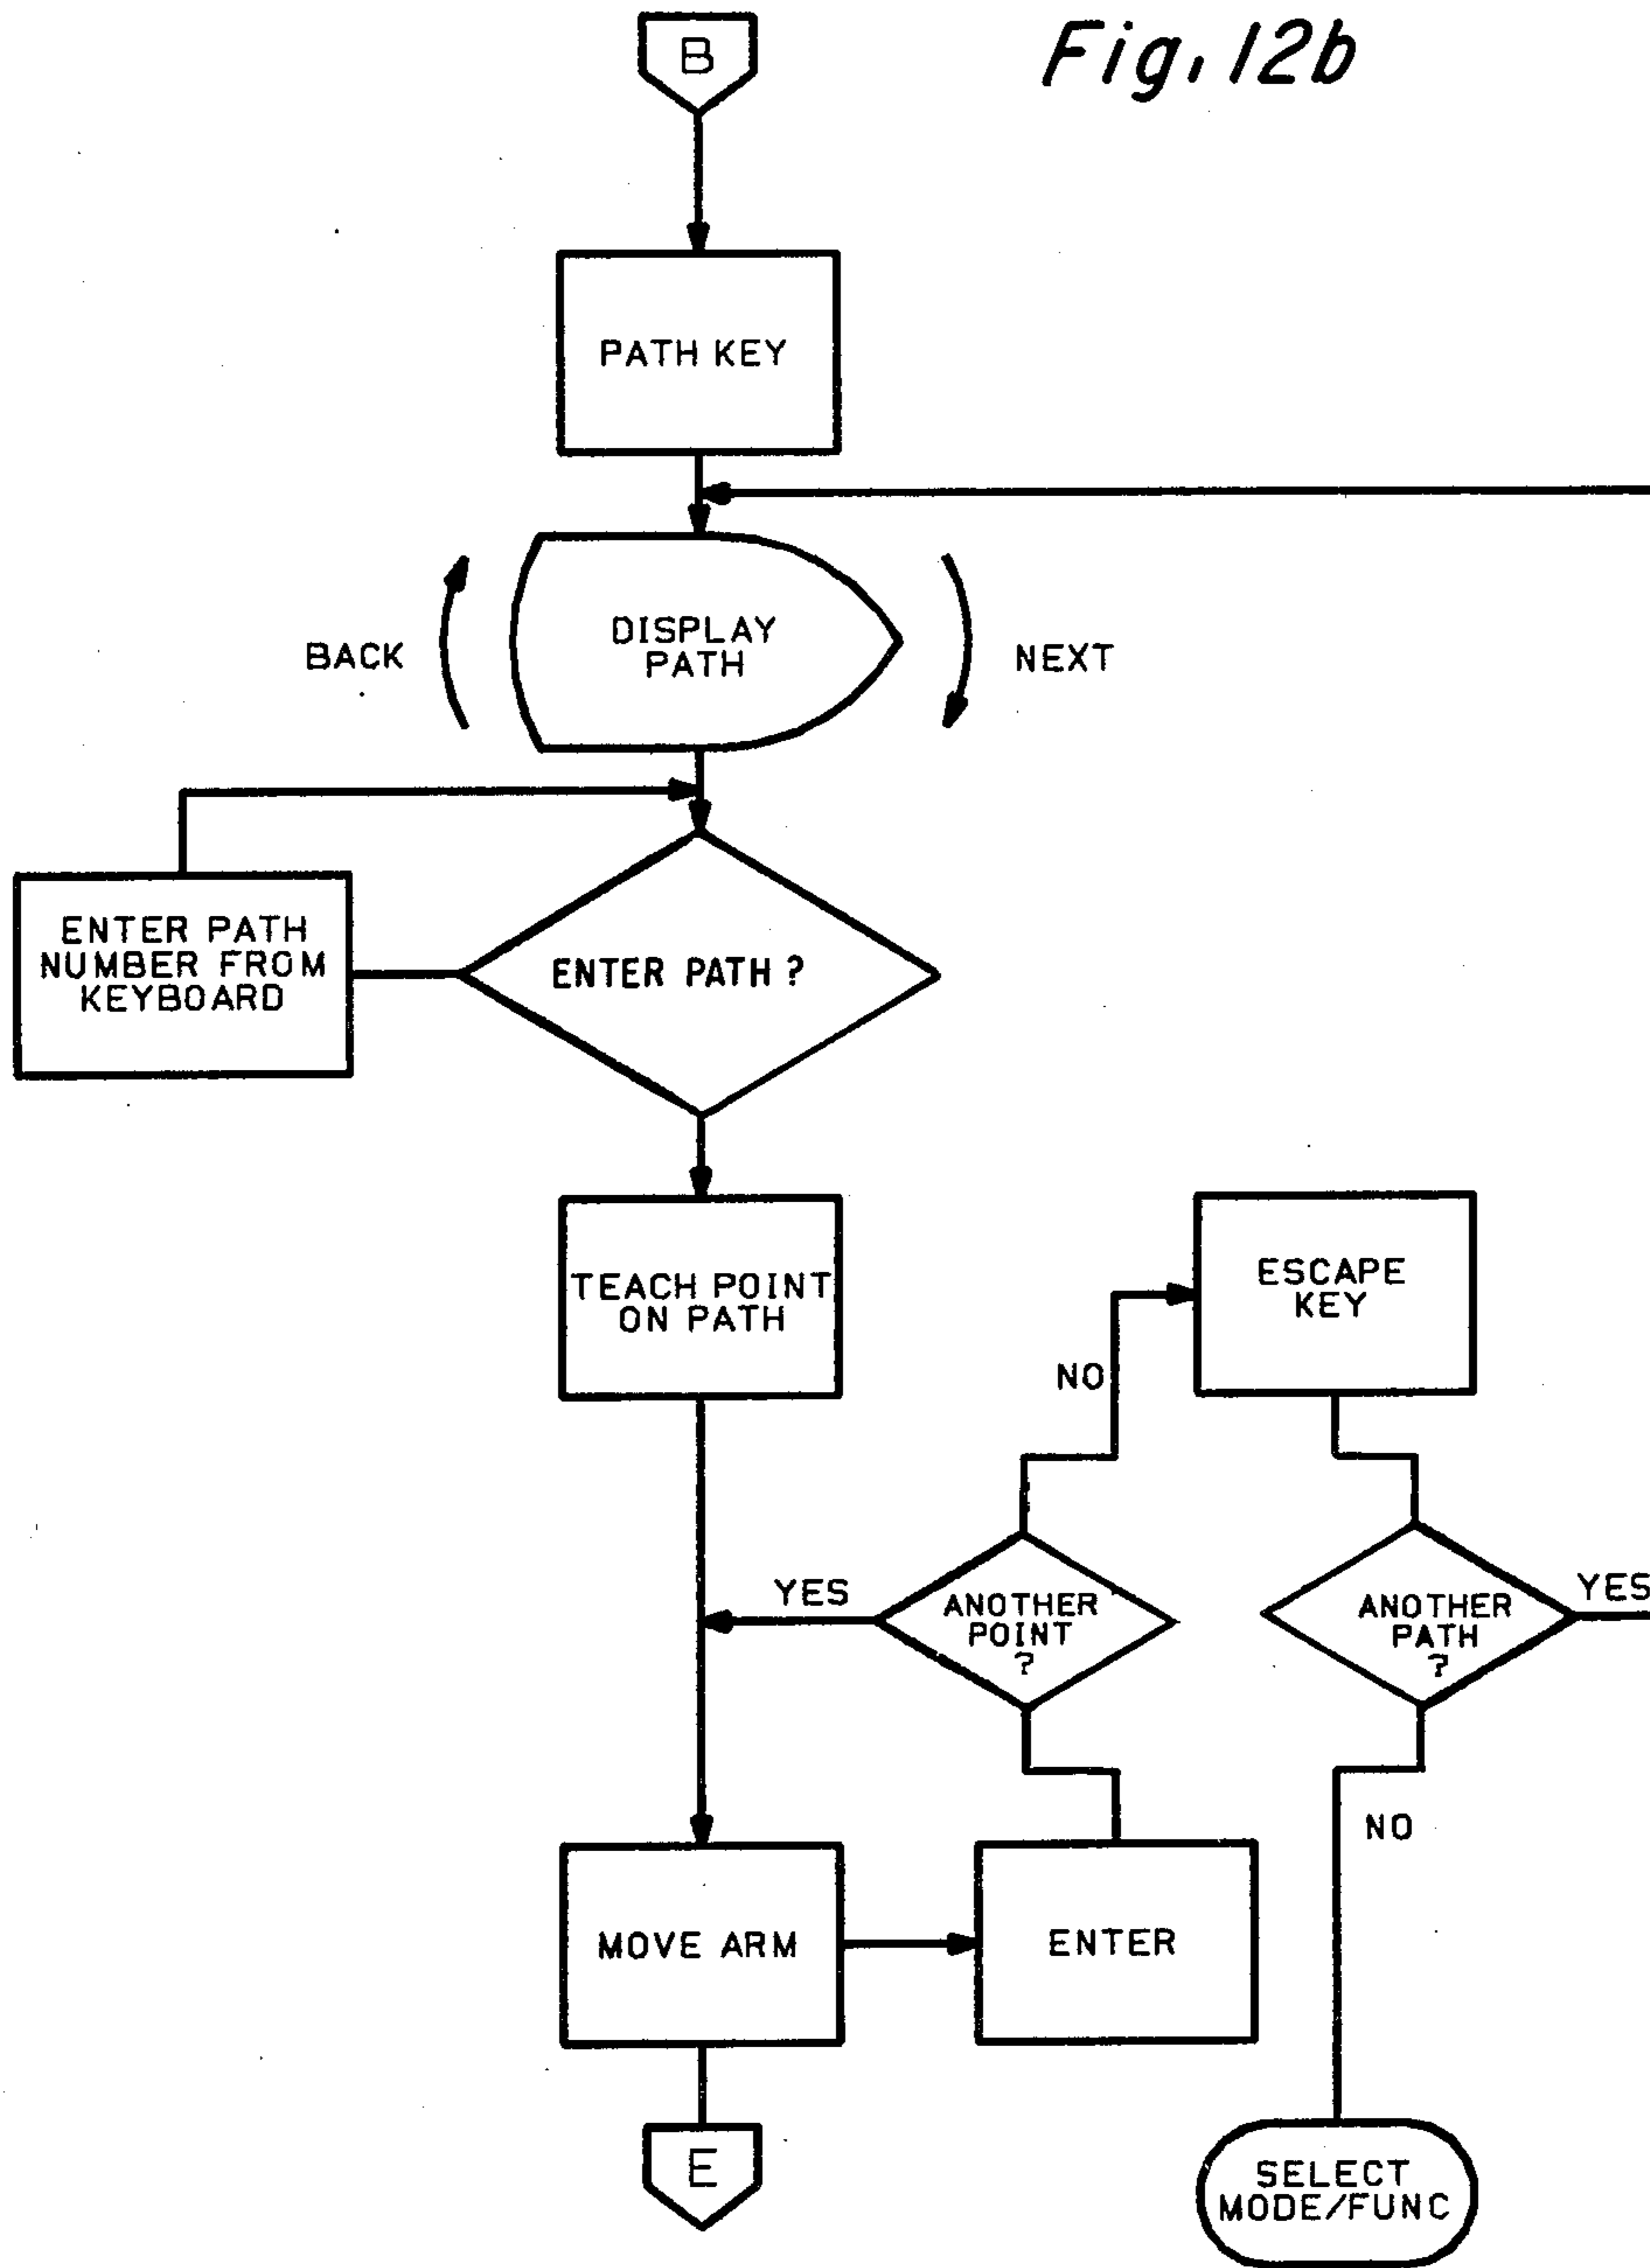 Fig. 12b
B
PATH KEY
BACK
DISPLAY
PATH
NEXT
ENTER PATH
NUMBER FROM
KEYBOARD
ENTER PATH ?
TEACH POINT
ON PATH
ESCAPE
KEY
NO
YES
ANOTHER
POINT
?
ANOTHER
PATH
?
YES
NO
MOVE ARM
ENTER
E
SELECT
MODE/FUNC